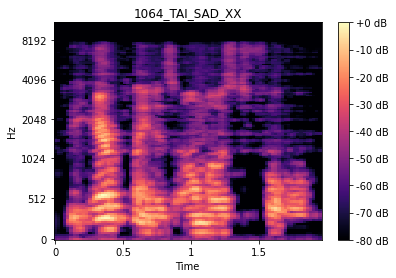 1064_TAI_SAD_XX
+0 dB
8192
-10 dB
4096
-20 dB
-30 dB
2048
Hz
-40 dB
1024
-50 dB
512
-60 dB
-70 dB
0
-80 dB
0
0.5
1
1.5
Time